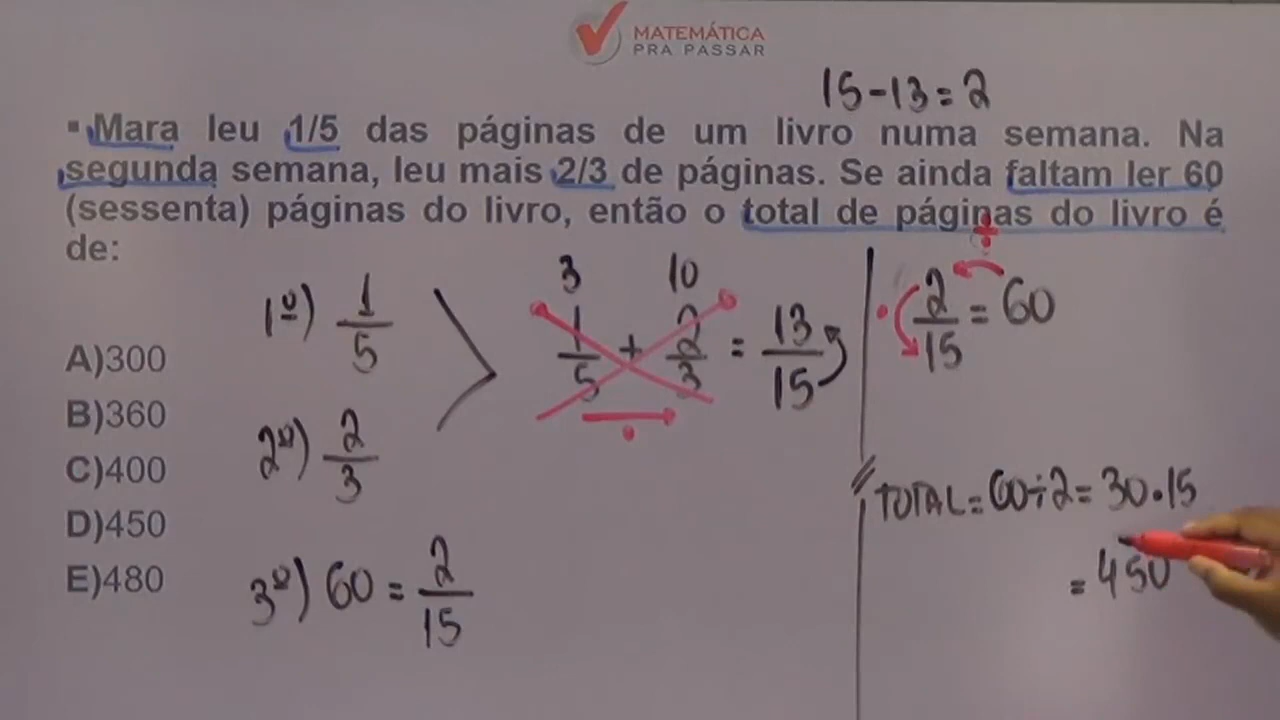 MATEMÁTICA
PRA PASSAR
15-13=2
▪ Mara leu 1/5 das páginas de um livro numa semana. Na
segunda semana, leu mais 2/3 de páginas. Se ainda faltam ler 60
(sessenta) páginas do livro, então o total de páginas do livro é
de:
A)300
B)360
C)400
D)450
E)480
1º) 1/5
2º) 2/3
3º) 60 = 2/15
3 10
1/5 + 2/3 = 13/15
÷
2/15 = 60
TOTAL = 60÷2 = 30.15
= 450